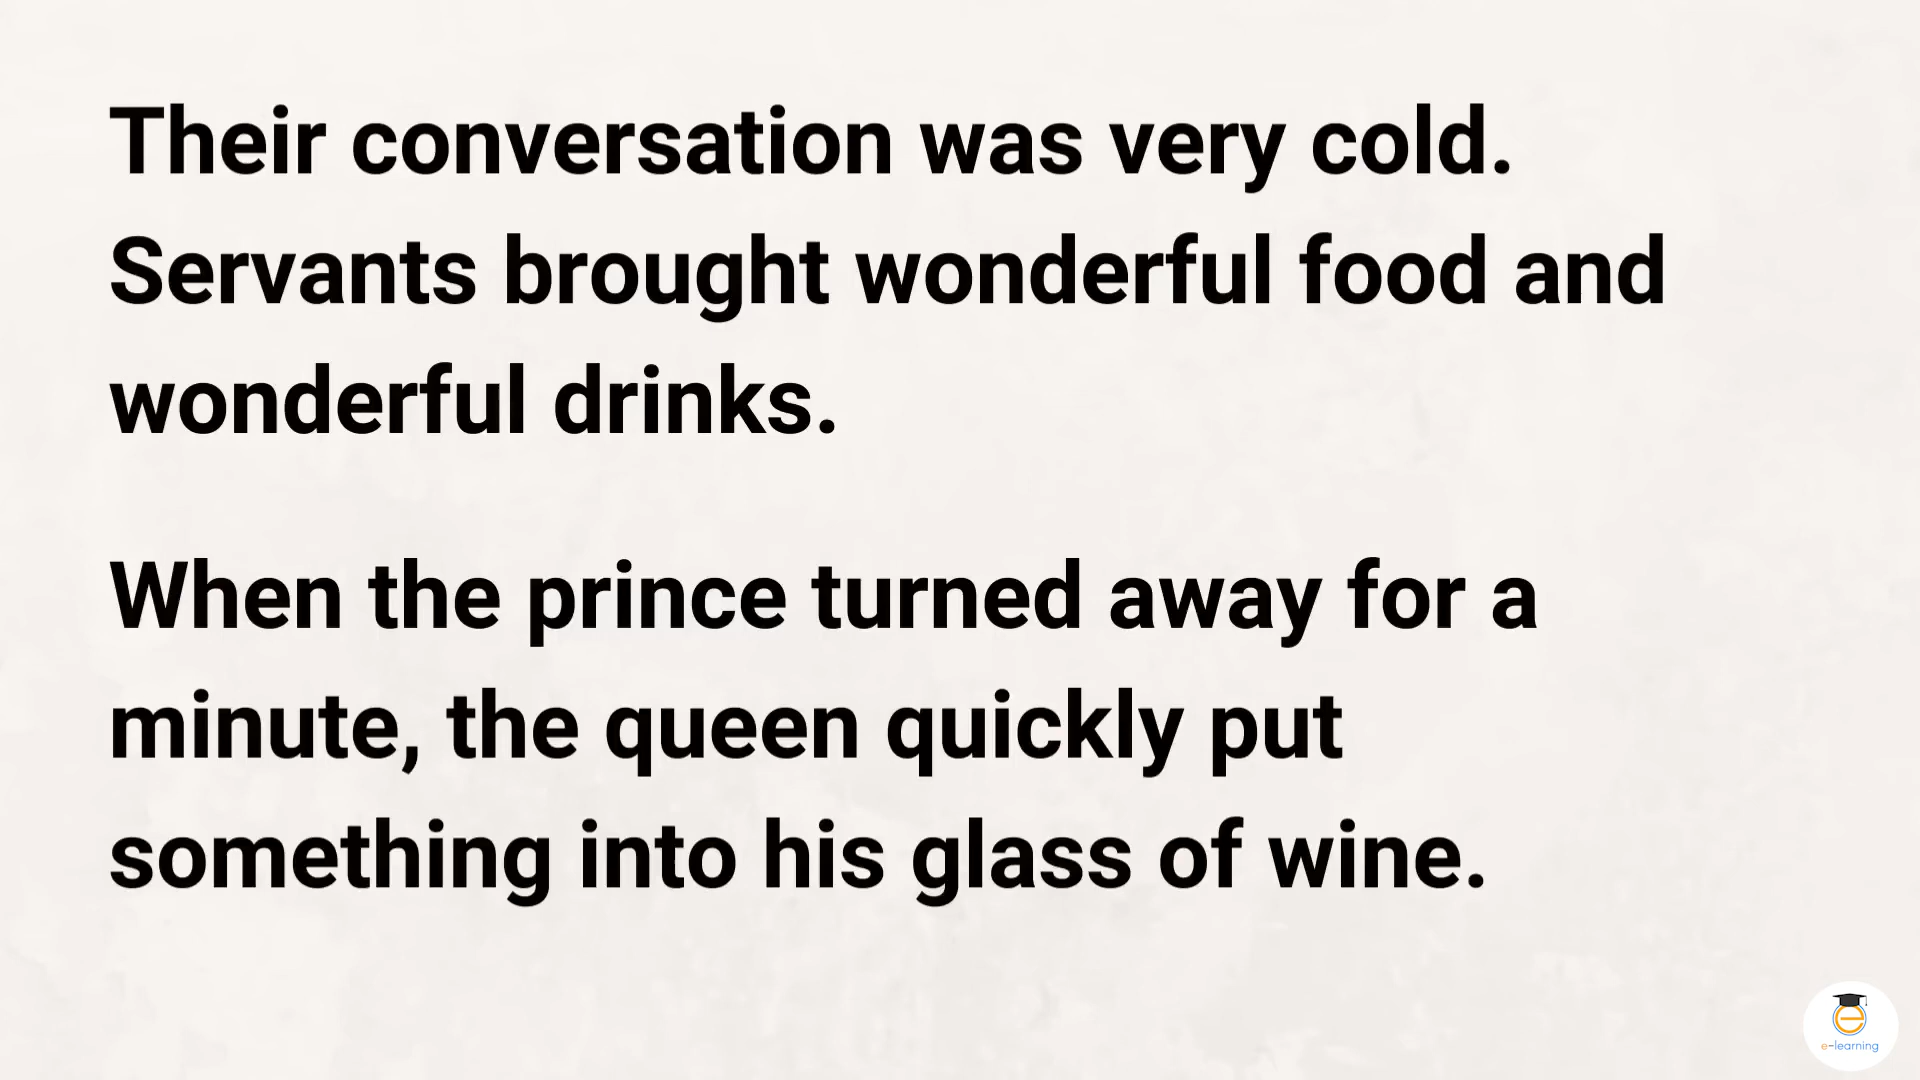 Their conversation was very cold.
Servants brought wonderful food and
wonderful drinks.
When the prince turned away for a
minute, the queen quickly put
something into his glass of wine.
e-learning